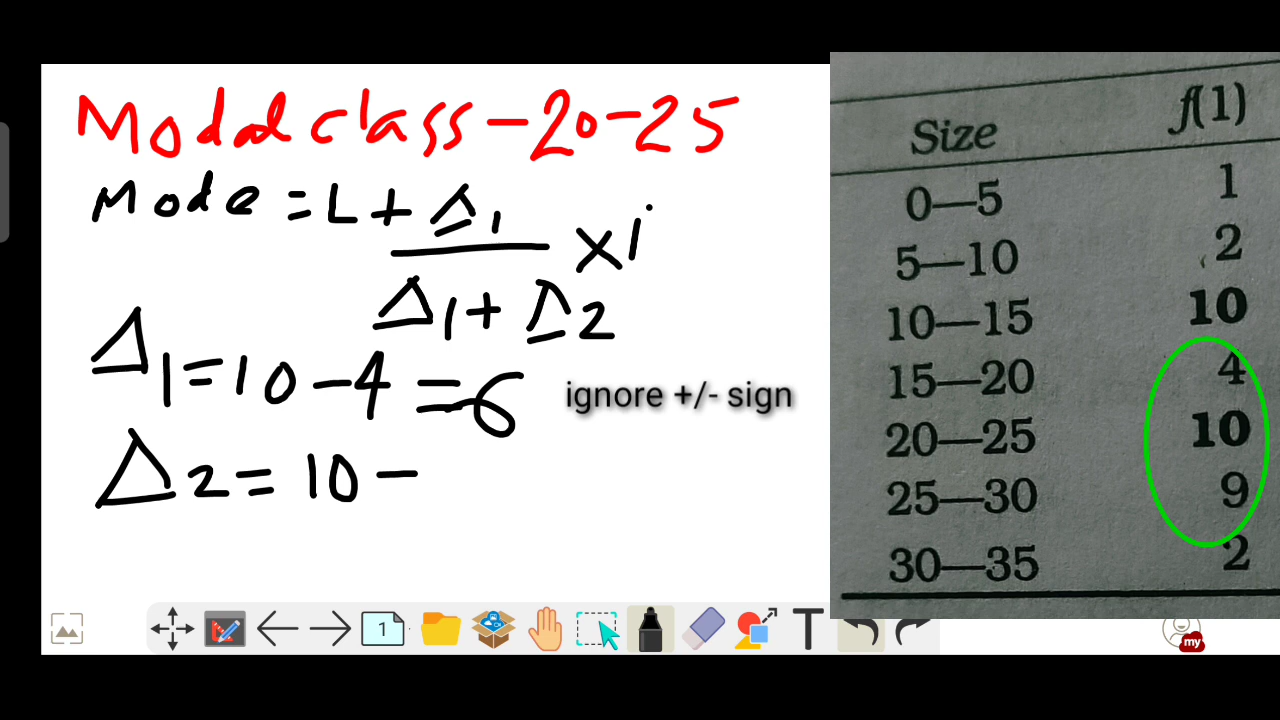 Modal class - 20-25
Mode = L + Δ1
Δ1 + Δ2 × i
Δ1 = 10 - 4 = 6
ignore +/- sign
Δ2 = 10 -
Size f(1)
0—5 1
5—10 2
10—15 10
15—20 4
20—25 10
25—30 9
30—35 2
1
T
my